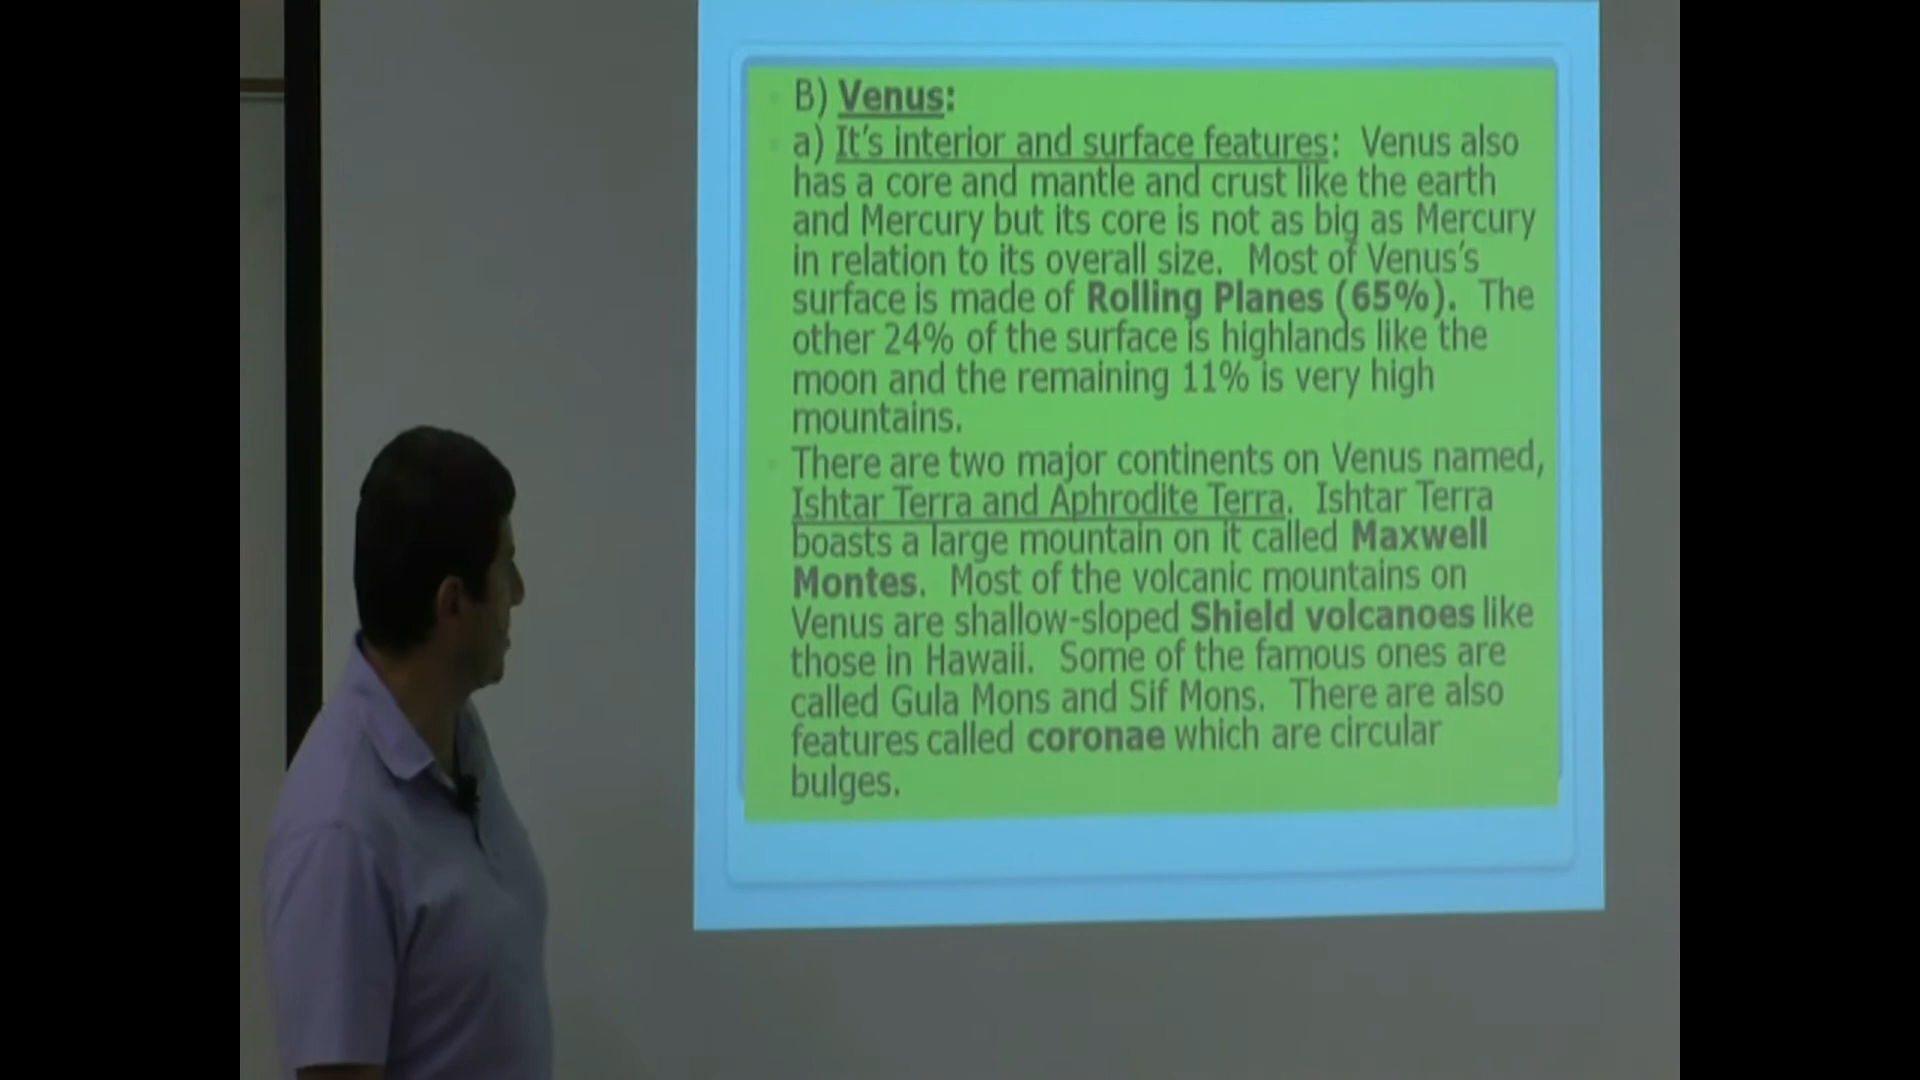 B) Venus:
a) It's interior and surface features: Venus also
has a core and mantle and crust like the earth
and Mercury but its core is not as big as Mercury
in relation to its overall size. Most of Venus's
surface is made of Rolling Planes (65%). The
other 24% of the surface is highlands like the
moon and the remaining 11% is very high
mountains.
There are two major continents on Venus named,
Ishtar Terra and Aphrodite Terra. Ishtar Terra
boasts a large mountain on it called Maxwell
Montes. Most of the volcanic mountains on
Venus are shallow-sloped Shield volcanoes like
those in Hawaii. Some of the famous ones are
called Gula Mons and Sif Mons. There are also
features called coronae which are circular
bulges.